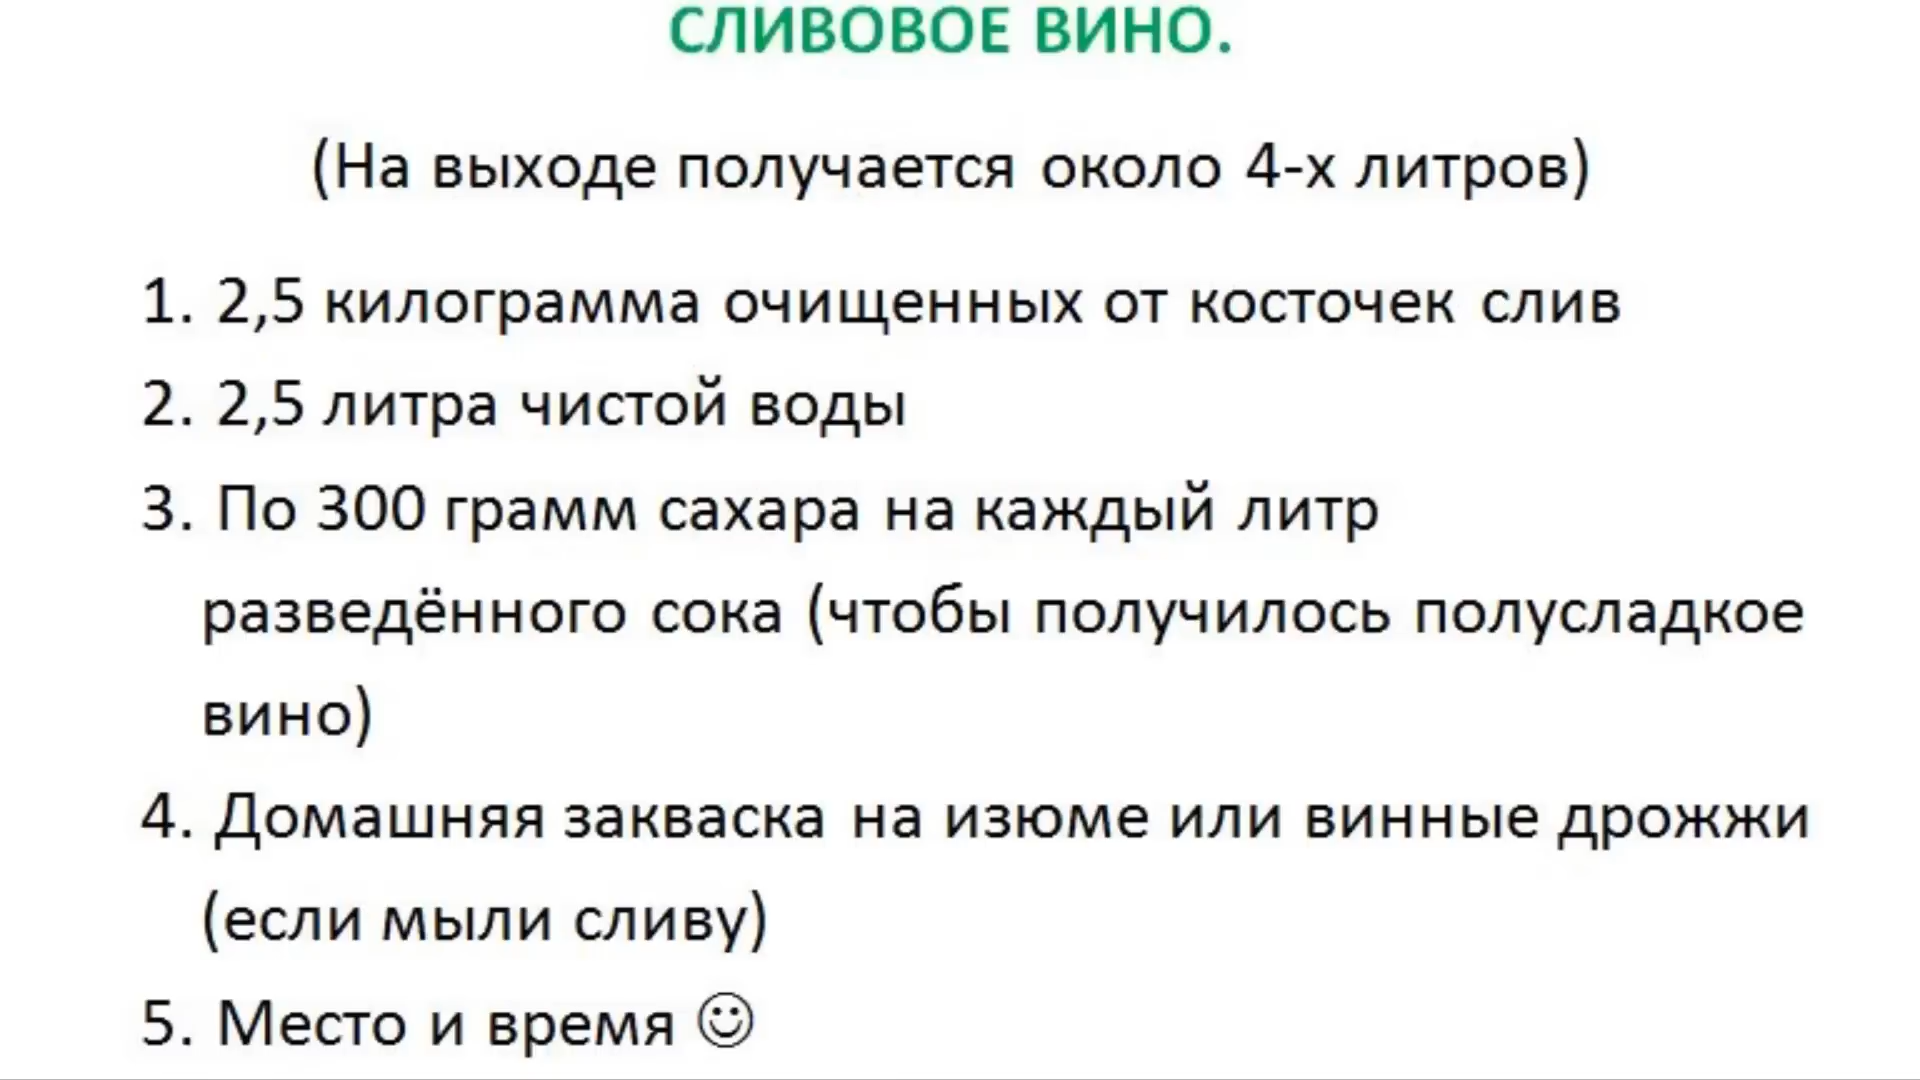 СЛИВОВОЕ ВИНО.
(На выходе получается около 4-х литров)
1. 2,5 килограмма очищенных от косточек слив
2. 2,5 литра чистой воды
3. По 300 грамм сахара на каждый литр
разведённого сока (чтобы получилось полусладкое
вино)
4. Домашняя закваска на изюме или винные дрожжи
(если мыли сливу)
5. Место и время ☺